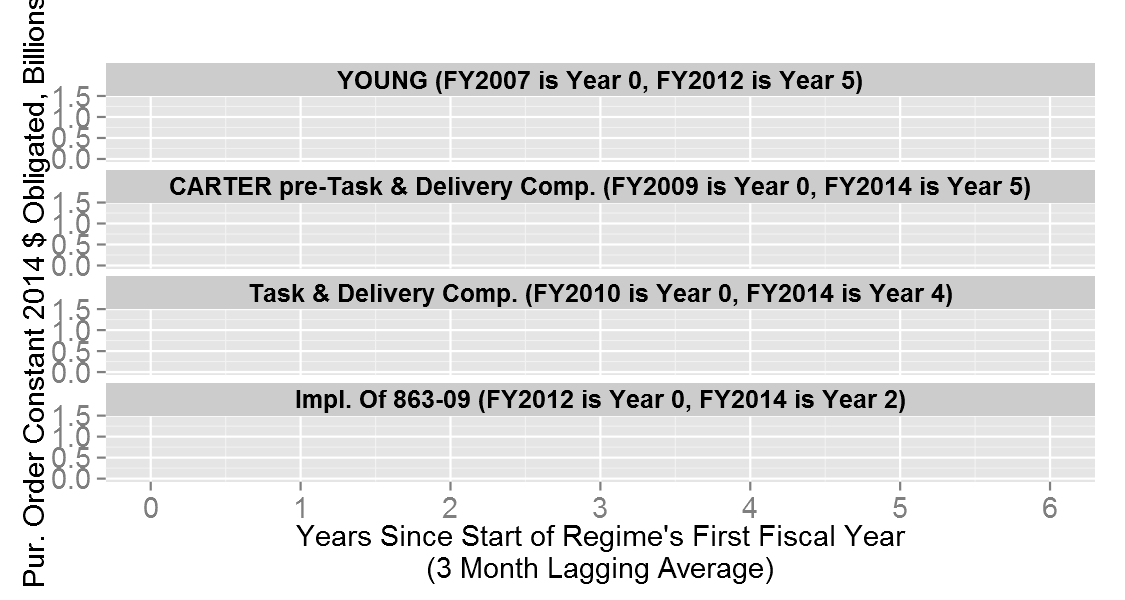 Pur. Order Constant 2014 $ Obligated, Billions
YOUNG (FY2007 is Year 0, FY2012 is Year 5)
1.5
1.0
0.5
0.0
CARTER pre-Task & Delivery Comp. (FY2009 is Year 0, FY2014 is Year 5)
1.5
1.0
0.5
0.0
Task & Delivery Comp. (FY2010 is Year 0, FY2014 is Year 4)
1.5
1.0
0.5
0.0
Impl. Of 863-09 (FY2012 is Year 0, FY2014 is Year 2)
1.5
1.0
0.5
0.0
0 1 2 3 4 5 6
Years Since Start of Regime's First Fiscal Year
(3 Month Lagging Average)